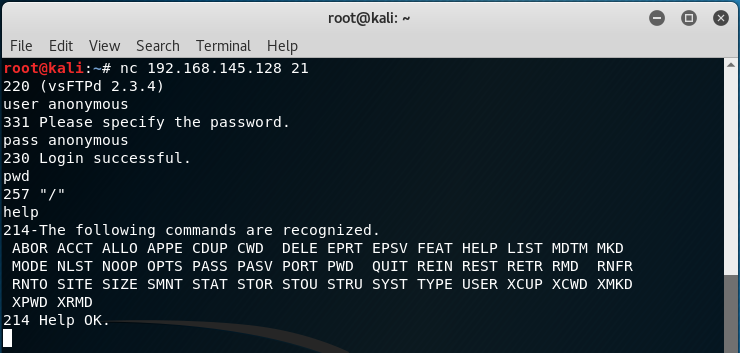 root@kali: ~
File Edit View Search Terminal Help
root@kali:~# nc 192.168.145.128 21
220 (vsFTPd 2.3.4)
user anonymous
331 Please specify the password.
pass anonymous
230 Login successful.
pwd
257 "/"
help
214-The following commands are recognized.
 ABOR ACCT ALLO APPE CDUP CWD  DELE EPRT EPSV FEAT HELP LIST MDTM MKD
 MODE NLST NOOP OPTS PASS PASV PORT PWD  QUIT REIN REST RETR RMD  RNFR
 RNTO SITE SIZE SMNT STAT STOR STOU STRU SYST TYPE USER XCUP XCWD XMKD
 XPWD XRMD
214 Help OK.